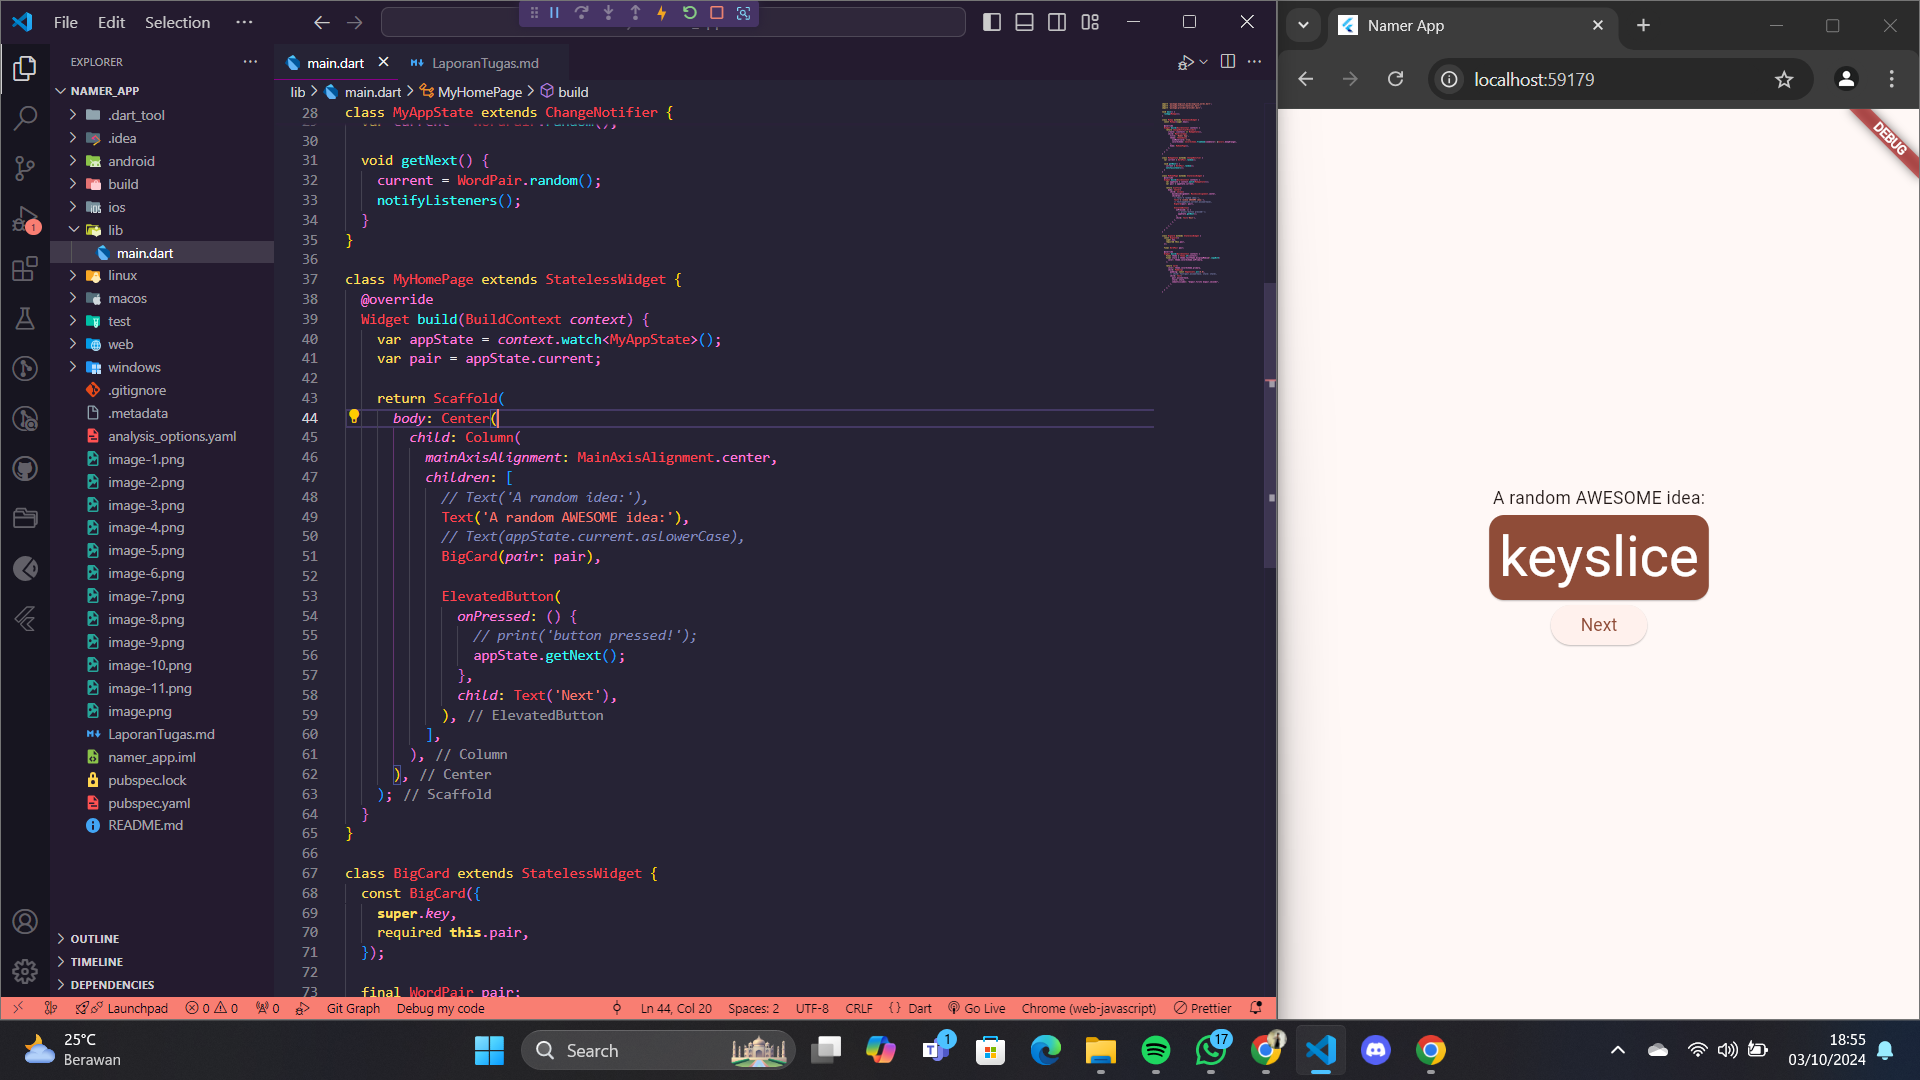 File Edit Selection ···
EXPLORER
NAMER_APP
.dart_tool
.idea
android
build
ios
lib
main.dart
linux
macos
test
web
windows
.gitignore
.metadata
analysis_options.yaml
image-1.png
image-2.png
image-3.png
image-4.png
image-5.png
image-6.png
image-7.png
image-8.png
image-9.png
image-10.png
image-11.png
image.png
LaporanTugas.md
namer_app.iml
pubspec.lock
pubspec.yaml
README.md
OUTLINE
TIMELINE
DEPENDENCIES
main.dart LaporanTugas.md
lib > main.dart > MyHomePage > build
28 class MyAppState extends ChangeNotifier {
30
31 void getNext() {
32 current = WordPair.random();
33 notifyListeners();
34 }
35 }
36
37 class MyHomePage extends StatelessWidget {
38 @override
39 Widget build(BuildContext context) {
40 var appState = context.watch<MyAppState>();
41 var pair = appState.current;
42
43 return Scaffold(
44 body: Center(
45 child: Column(
46 mainAxisAlignment: MainAxisAlignment.center,
47 children: [
48 // Text('A random idea:'),
49 Text('A random AWESOME idea:'),
50 // Text(appState.current.asLowerCase),
51 BigCard(pair: pair),
52
53 ElevatedButton(
54 onPressed: () {
55 // print('button pressed!');
56 appState.getNext();
57 },
58 child: Text('Next'),
59 ), // ElevatedButton
60 ],
61 ), // Column
62 ), // Center
63 ); // Scaffold
64 }
65 }
66
67 class BigCard extends StatelessWidget {
68 const BigCard({
69 super.key,
70 required this.pair,
71 });
72
73 final WordPair pair;
Launchpad 0 0 0 Git Graph Debug my code Ln 44, Col 20 Spaces: 2 UTF-8 CRLF {} Dart Go Live Chrome (web-javascript) Prettier
Namer App
localhost:59179
DEBUG
A random AWESOME idea:
keyslice
Next
25°C
Berawan
Search
1
17
18:55
03/10/2024